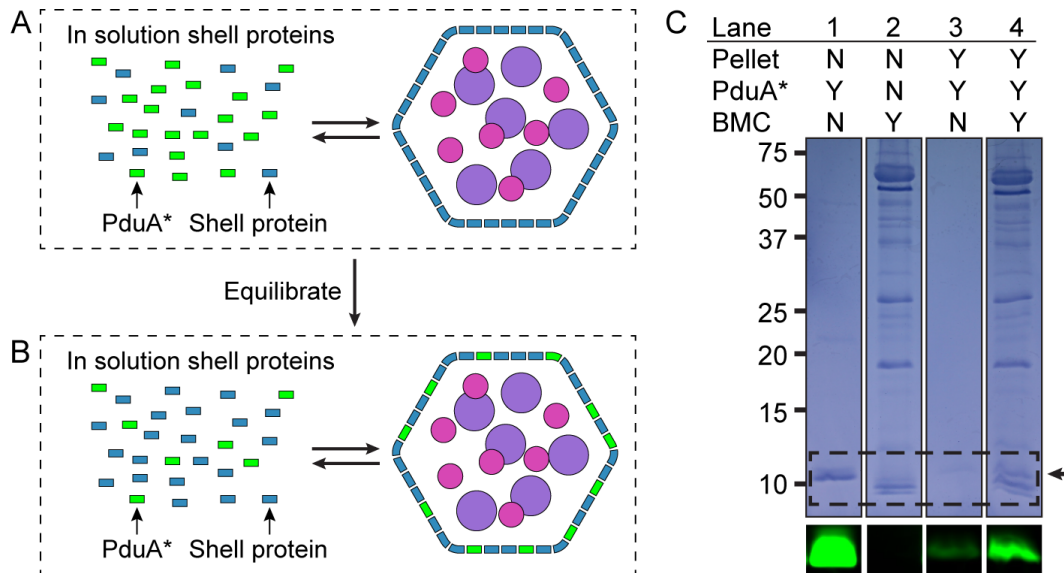 A
In solution shell proteins
PduA* Shell protein
Equilibrate
B
In solution shell proteins
PduA* Shell protein
C
Lane 1 2 3 4
Pellet N N Y Y
PduA* Y N Y Y
BMC N Y N Y
75
50
37
25
20
15
10